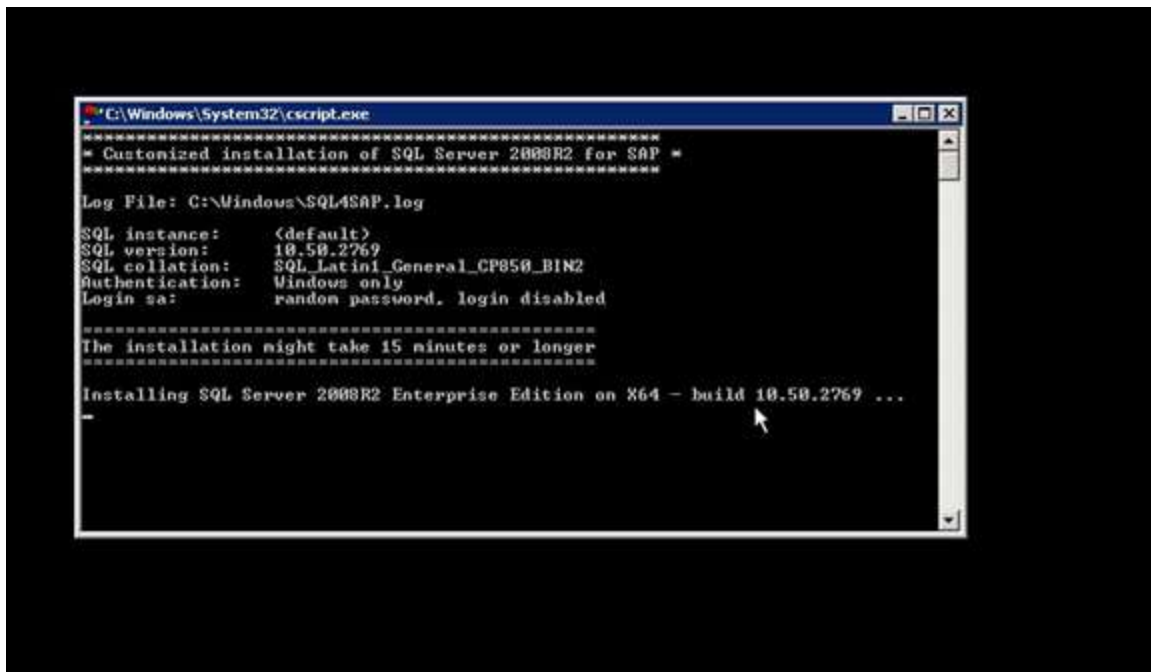 C:\Windows\System32\cscript.exe
******************************************************
* Customized installation of SQL Server 2008R2 for SAP *
******************************************************
Log File: C:\Windows\SQL4SAP.log
SQL instance: (default)
SQL version: 10.50.2769
SQL collation: SQL_Latin1_General_CP850_BIN2
Authentication: Windows only
Login sa: random password, login disabled
================================================
The installation might take 15 minutes or longer
================================================
Installing SQL Server 2008R2 Enterprise Edition on X64 - build 10.50.2769 ...